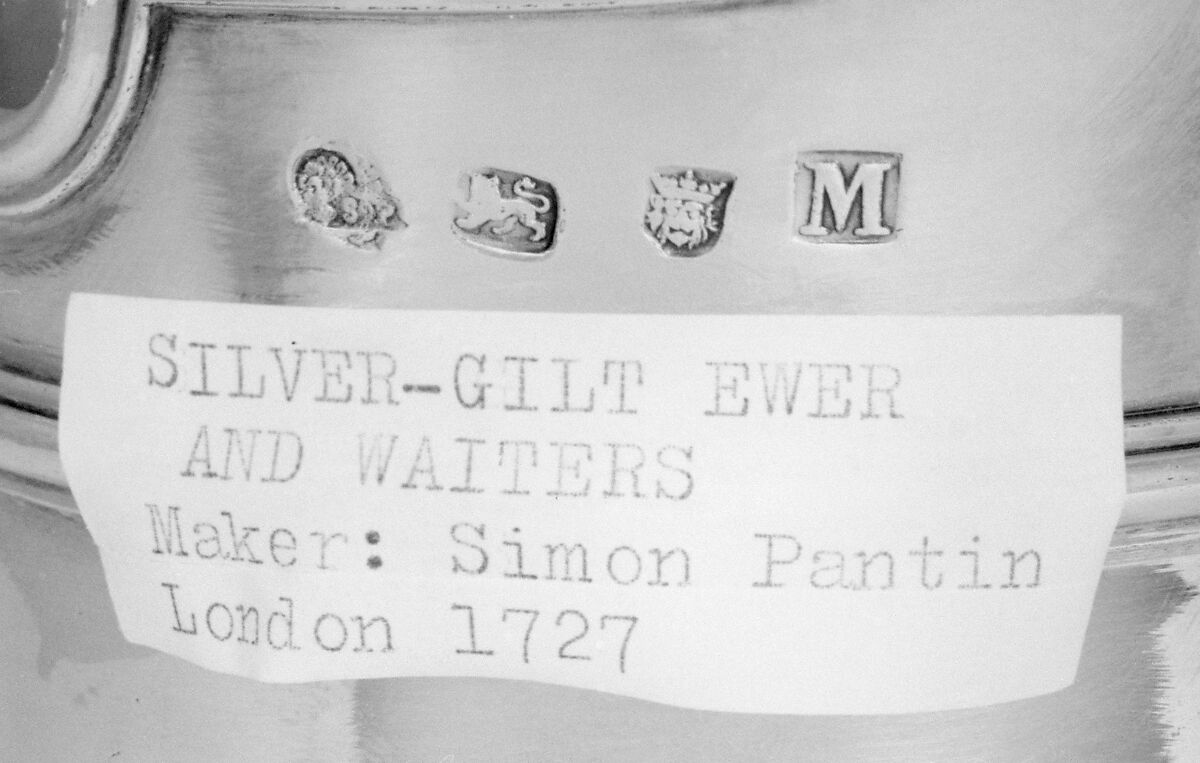 M
SILVER-GILT EWER
AND WAITERS
Maker: Simon Pantin
London 1727